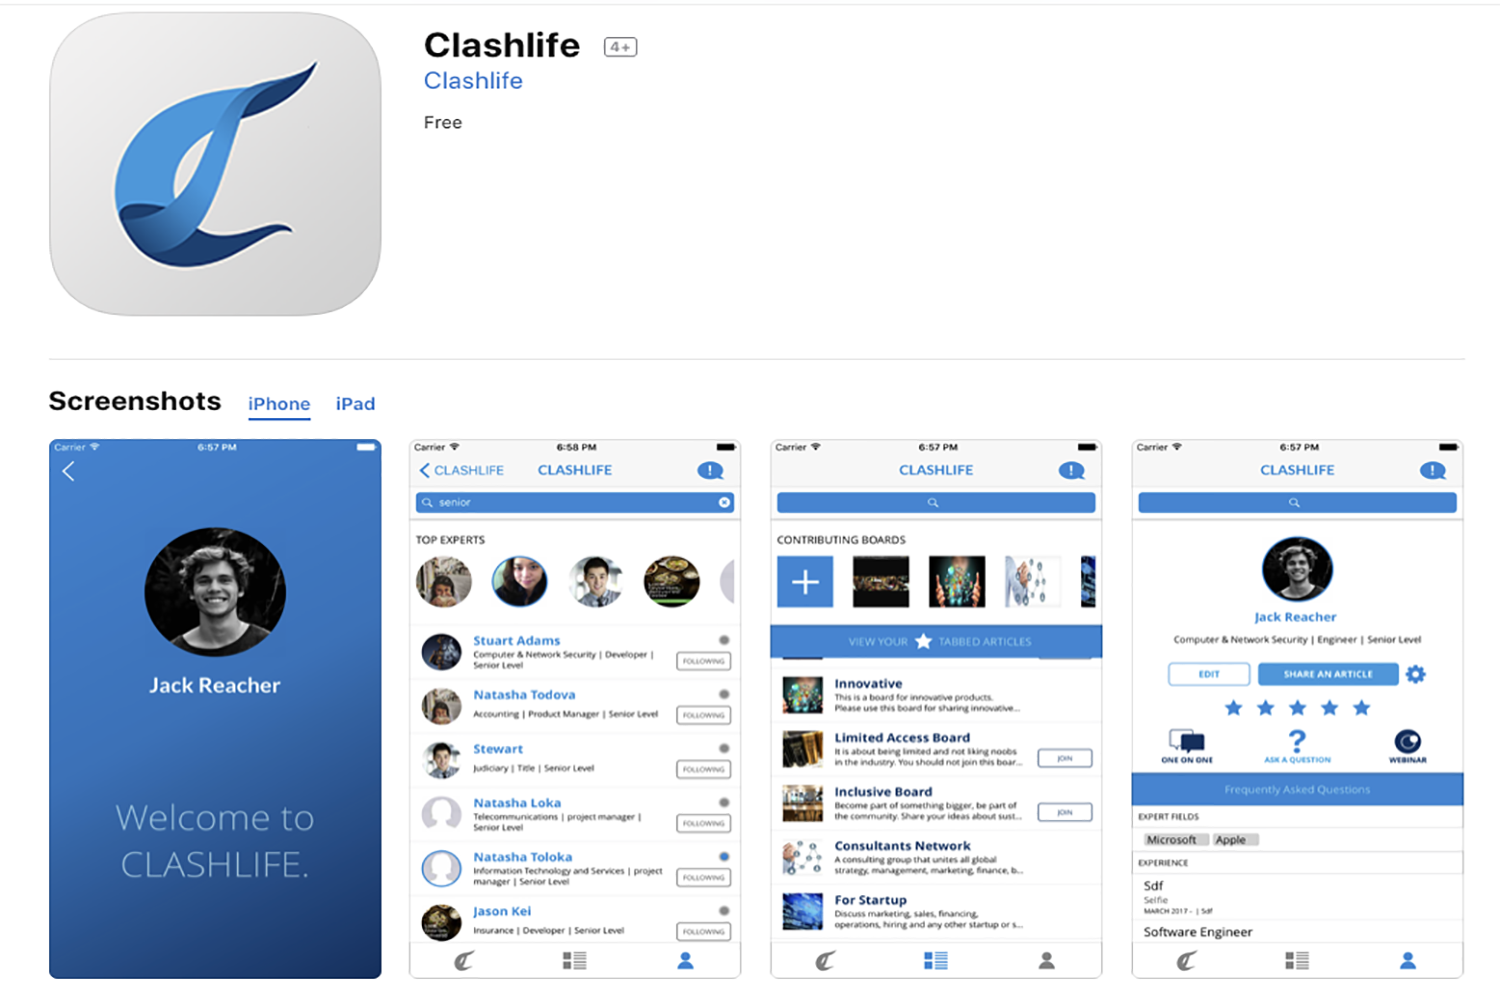 Clashlife 4+
Clashlife
Free
Screenshots iPhone iPad
Carrier 6:57 PM
Jack Reacher
Welcome to
CLASHLIFE.
Carrier 6:58 PM
CLASHLIFE CLASHLIFE
senior
TOP EXPERTS
Stuart Adams
Computer & Network Security | Developer |
Senior Level
FOLLOWING
Natasha Todova
Accounting | Product Manager | Senior Level
FOLLOWING
Stewart
Judiciary | Title | Senior Level
FOLLOWING
Natasha Loka
Telecommunications | project manager |
Senior Level
FOLLOWING
Natasha Toloka
Information Technology and Services | project
manager | Senior Level
FOLLOWING
Jason Kei
Insurance | Developer | Senior Level
FOLLOWING
Carrier 6:57 PM
CLASHLIFE
CONTRIBUTING BOARDS
VIEW YOUR TABBED ARTICLES
Innovative
This is a board for innovative products.
Please use this board for sharing innovative...
Limited Access Board
It is about being limited and not liking noobs
in the industry. You should not join this boar...
JOIN
Inclusive Board
Become part of something bigger, be part of
the community. Share your ideas about sust...
JOIN
Consultants Network
A consulting group that unites all global
strategy, management, marketing, finance, b...
For Startup
Discuss marketing, sales, financing,
operations, hiring and any other startup or s...
Carrier 6:57 PM
CLASHLIFE
Jack Reacher
Computer & Network Security | Engineer | Senior Level
EDIT SHARE AN ARTICLE
ONE ON ONE ASK A QUESTION WEBINAR
Frequently Asked Questions
EXPERT FIELDS
Microsoft Apple
EXPERIENCE
Sdf
Selfie
MARCH 2017 - | Sdf
Software Engineer